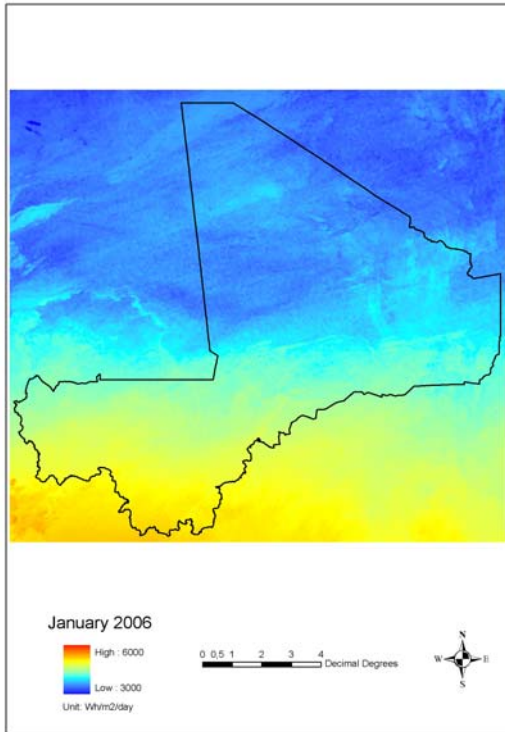 January 2006
High : 6000
Low : 3000
Unit: Wh/m2/day
0 0,5 1 2 3 4
Decimal Degrees
N
W E
S